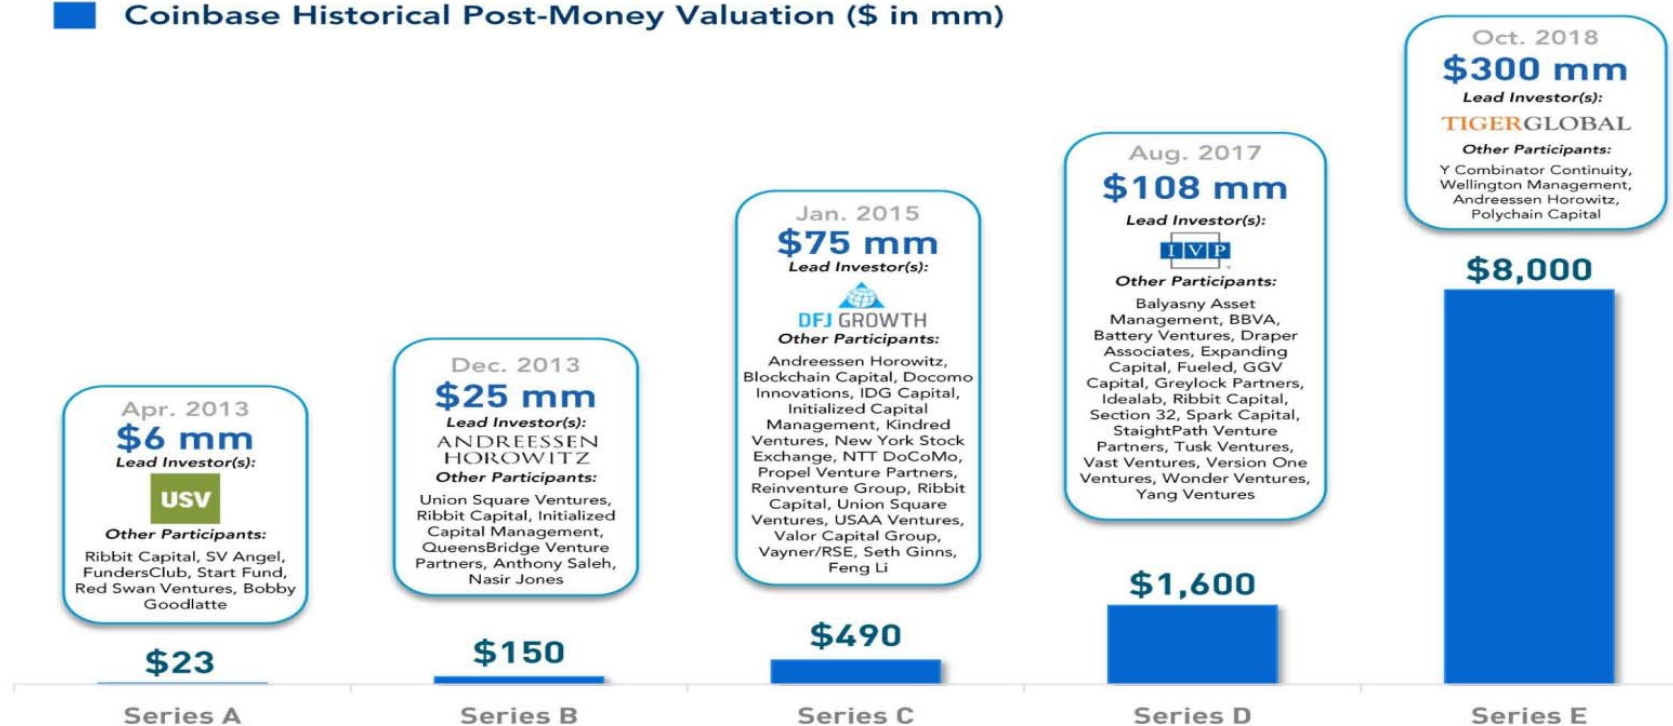 Coinbase Historical Post-Money Valuation ($ in mm)
Apr. 2013
$6 mm
Lead Investor(s):
USV
Other Participants:
Ribbit Capital, SV Angel,
FundersClub, Start Fund,
Red Swan Ventures, Bobby
Goodlatte
$23
Series A
Dec. 2013
$25 mm
Lead Investor(s):
ANDREESSEN
HOROWITZ
Other Participants:
Union Square Ventures,
Ribbit Capital, Initialized
Capital Management,
QueensBridge Venture
Partners, Anthony Saleh,
Nasir Jones
$150
Series B
Jan. 2015
$75 mm
Lead Investor(s):
DFJ GROWTH
Other Participants:
Andreessen Horowitz,
Blockchain Capital, Docomo
Innovations, IDG Capital,
Initialized Capital
Management, Kindred
Ventures, New York Stock
Exchange, NTT DoCoMo,
Propel Venture Partners,
Reinventure Group, Ribbit
Capital, Union Square
Ventures, USAA Ventures,
Valor Capital Group,
Vayner/RSE, Seth Ginns,
Feng Li
$490
Series C
Aug. 2017
$108 mm
Lead Investor(s):
IVP
Other Participants:
Balyasny Asset
Management, BBVA,
Battery Ventures, Draper
Associates, Expanding
Capital, Fueled, GGV
Capital, Greylock Partners,
Idealab, Ribbit Capital,
Section 32, Spark Capital,
StaightPath Venture
Partners, Tusk Ventures,
Vast Ventures, Version One
Ventures, Wonder Ventures,
Yang Ventures
$1,600
Series D
Oct. 2018
$300 mm
Lead Investor(s):
TIGERGLOBAL
Other Participants:
Y Combinator Continuity,
Wellington Management,
Andreessen Horowitz,
Polychain Capital
$8,000
Series E